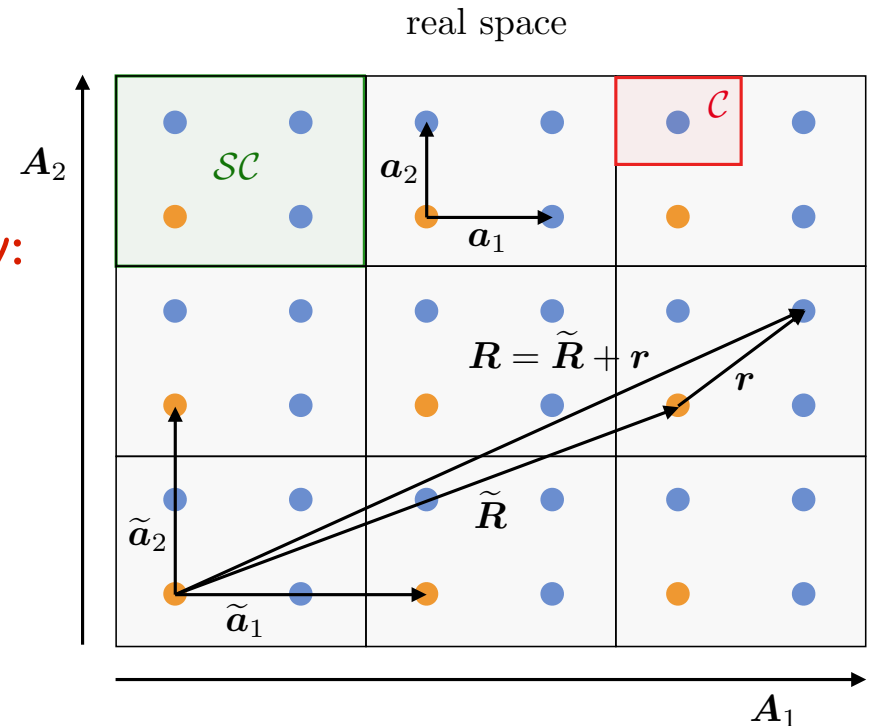 real space
𝒞
𝑨₂
𝒮𝒞
𝒂₂
𝒂₁
y:
𝑹 = 𝑹̃ + 𝒓
𝒓
𝑹̃
𝒂̃₂
𝒂̃₁
𝑨₁